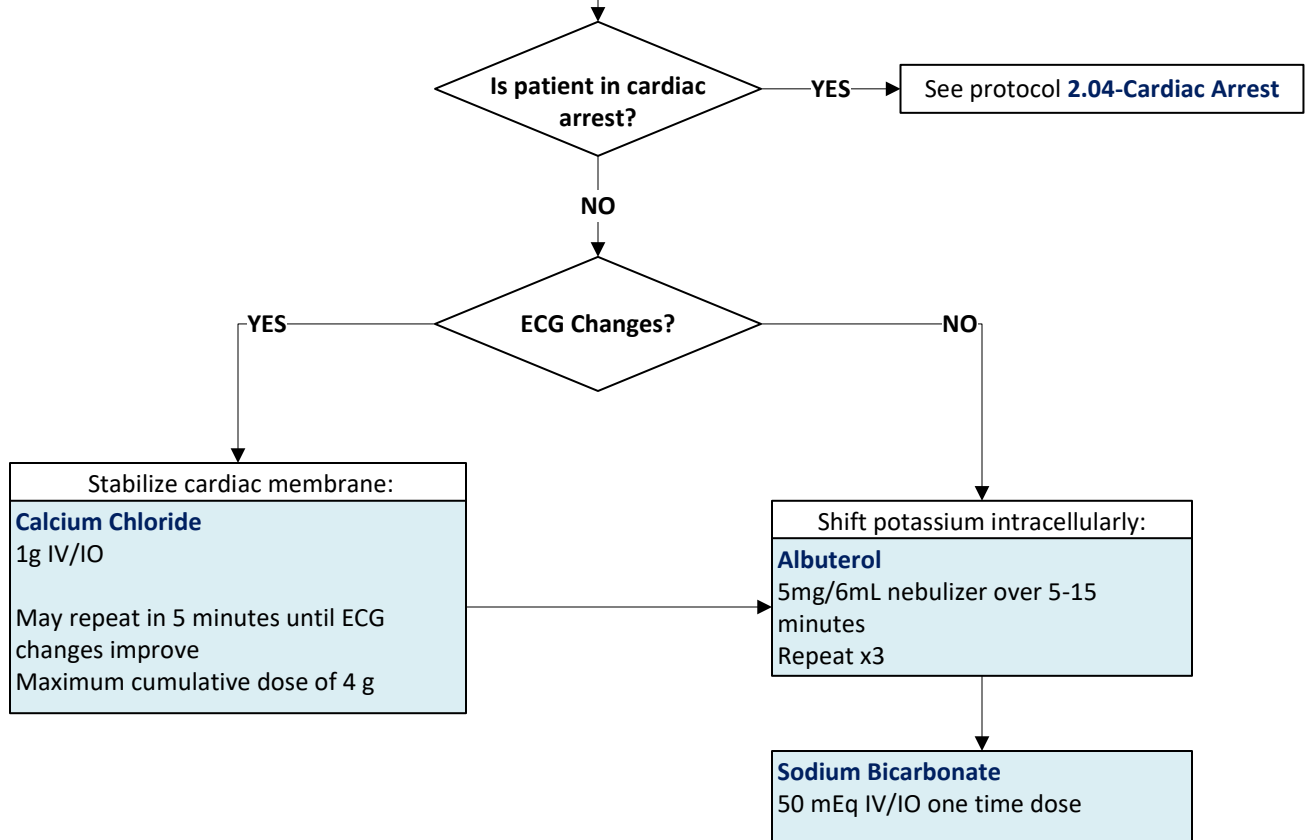 Is patient in cardiac
arrest?
YES
See protocol 2.04-Cardiac Arrest
NO
ECG Changes?
YES
NO
Stabilize cardiac membrane:
Calcium Chloride
1g IV/IO
May repeat in 5 minutes until ECG
changes improve
Maximum cumulative dose of 4 g
Shift potassium intracellularly:
Albuterol
5mg/6mL nebulizer over 5-15
minutes
Repeat x3
Sodium Bicarbonate
50 mEq IV/IO one time dose